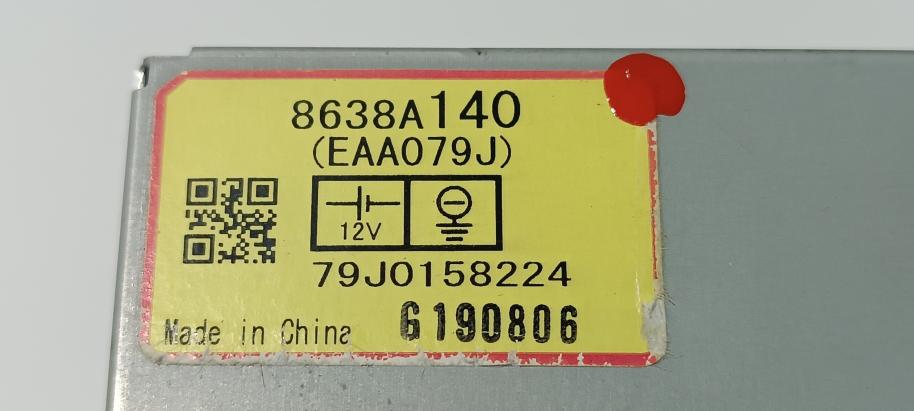 8638A140
(EAA079J)
12V
79J0158224
Made in China G190806